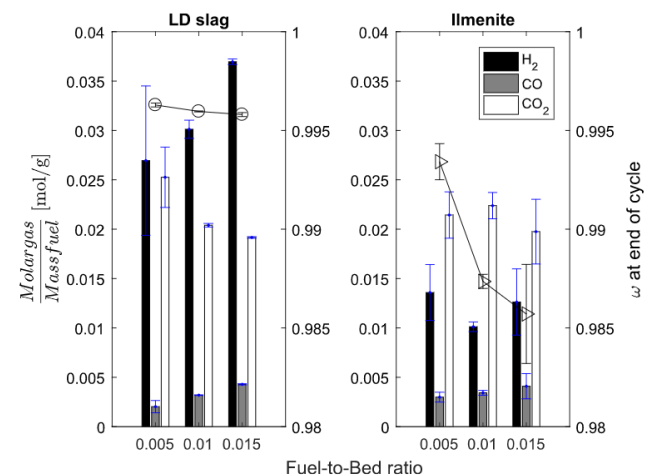 LD slag
Ilmenite
0.04
0.035
0.03
0.025
0.02
0.015
0.01
0.005
0
1
0.995
0.99
0.985
0.98
0.04
0.035
0.03
0.025
0.02
0.015
0.01
0.005
0
1
0.995
0.99
0.985
0.98
H2
CO
CO2
Molargas
Massfuel
[mol/g]
ω at end of cycle
0.005 0.01 0.015
0.005 0.01 0.015
Fuel-to-Bed ratio